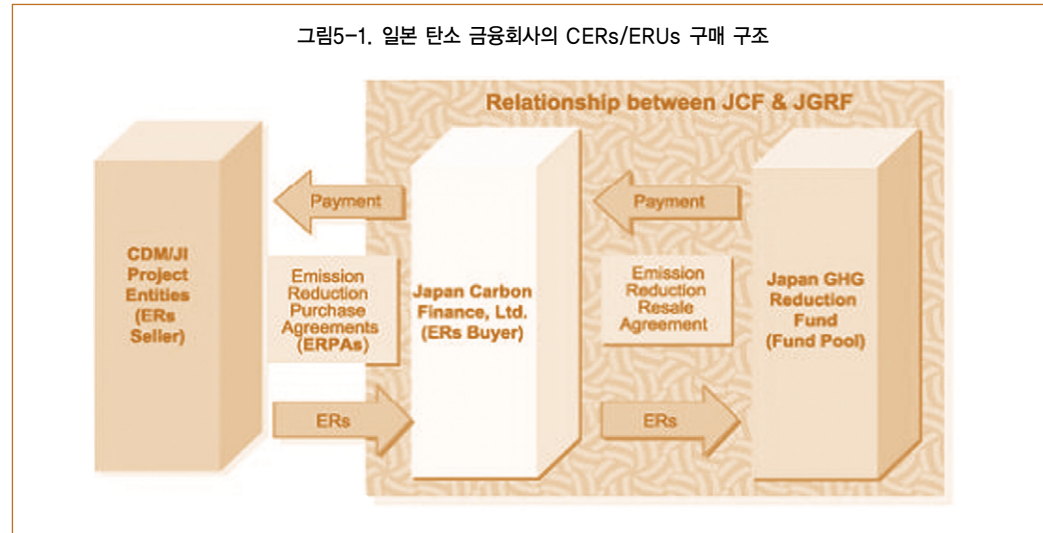 그림5-1. 일본 탄소 금융회사의 CERs/ERUs 구매 구조
Relationship between JCF & JGRF
CDM/JI
Project
Entities
(ERs
Seller)
Payment
Emission
Reduction
Purchase
Agreements
(ERPAs)
ERs
Japan Carbon
Finance, Ltd.
(ERs Buyer)
Payment
Emission
Reduction
Resale
Agreement
ERs
Japan GHG
Reduction
Fund
(Fund Pool)